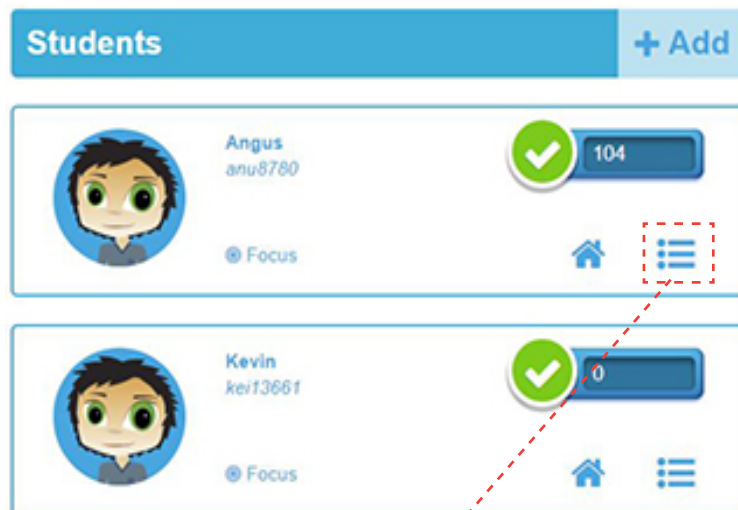 Students
+ Add
Angus
anu8780
104
Focus
Kevin
kei13661
0
Focus